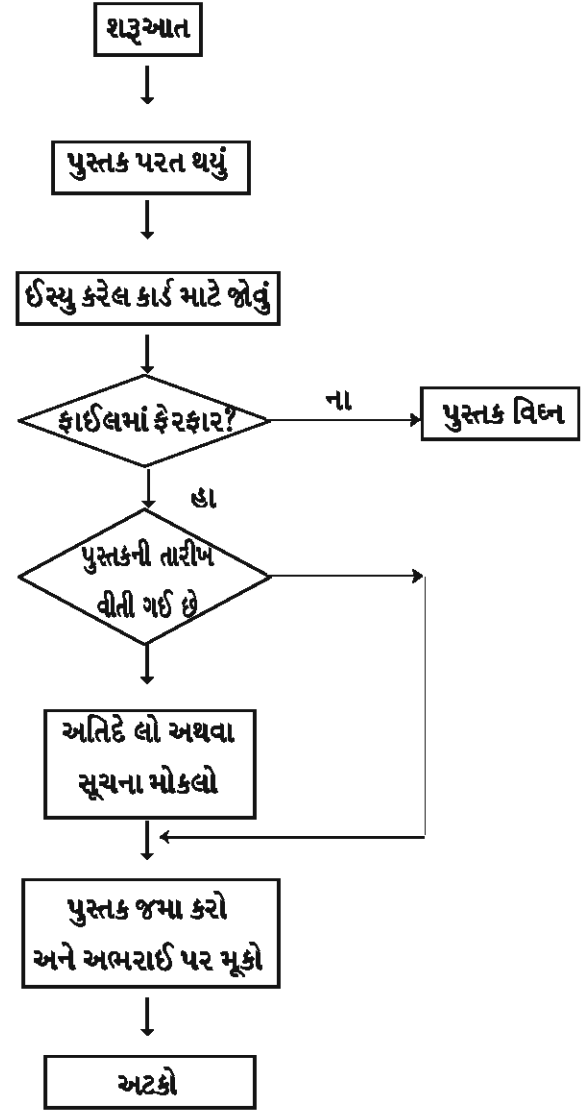 શરૂઆત
પુસ્તક પરત થયું
ઈસ્યુ કરેલ કાર્ડ માટે જોવું
ફાઈલમાં ફેરફાર?
ના
પુસ્તક વિઘ્ન
હા
પુસ્તકની તારીખ
વીતી ગઈ છે
અતિદે લો અથવા
સૂચના મોકલો
પુસ્તક જમા કરો
અને અભરાઈ પર મૂકો
અટકો